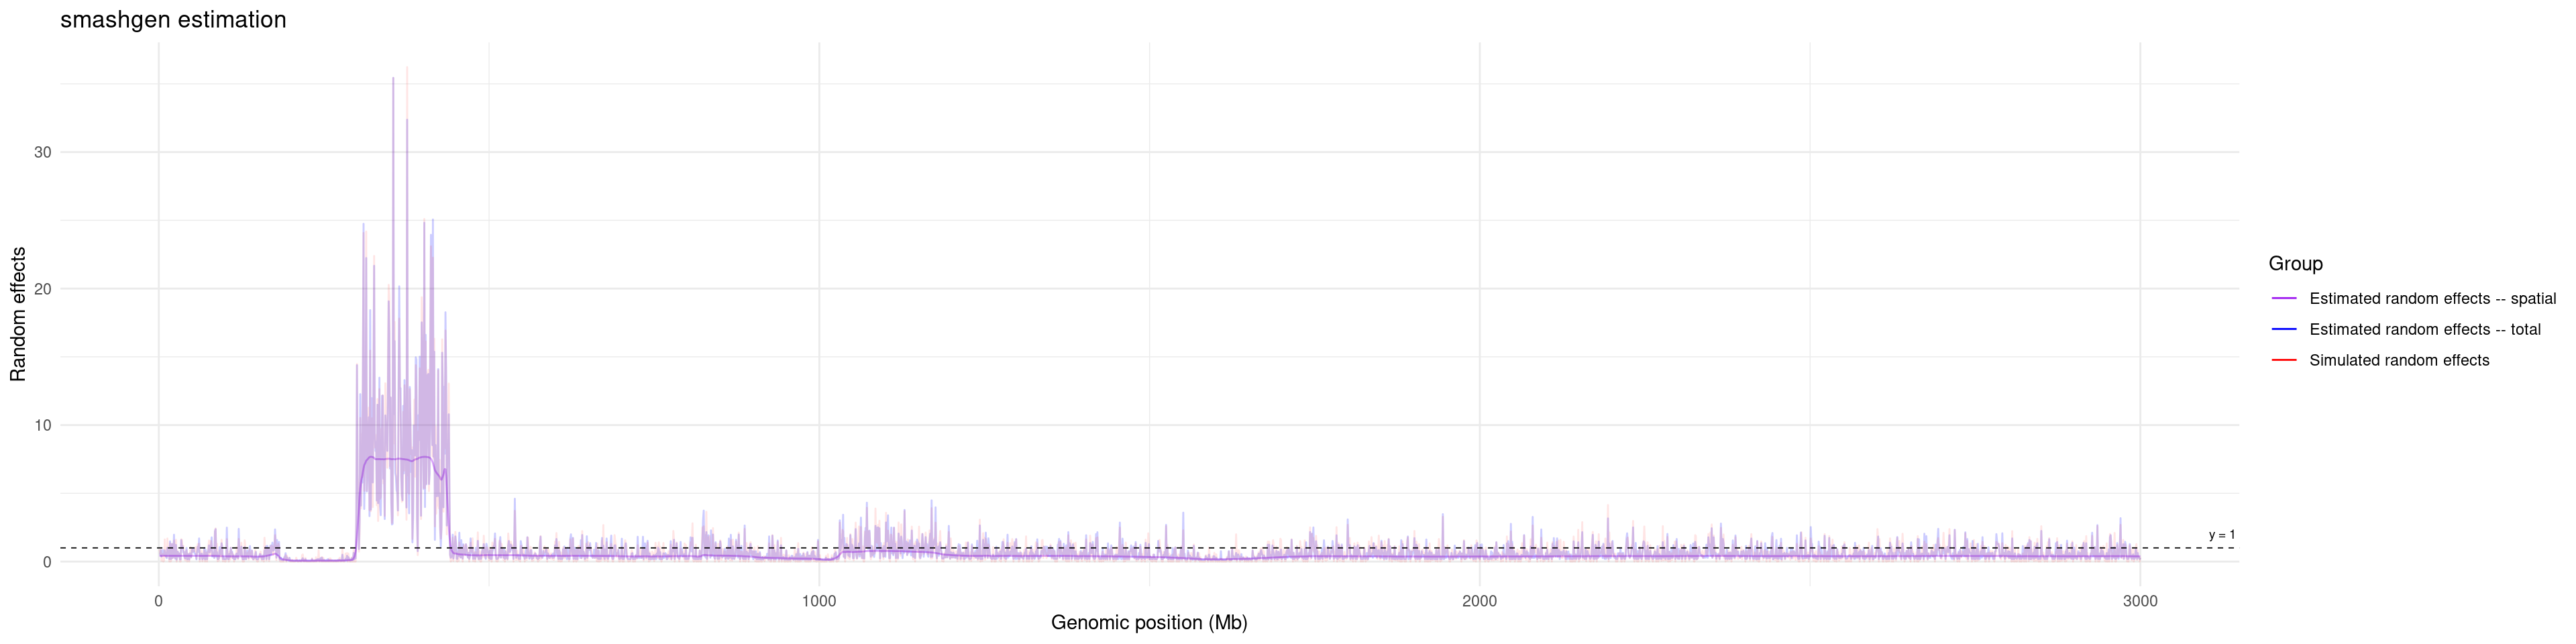 smashgen estimation
Random effects
30
20
10
0
y = 1
0
1000
2000
3000
Genomic position (Mb)
Group
Estimated random effects -- spatial
Estimated random effects -- total
Simulated random effects